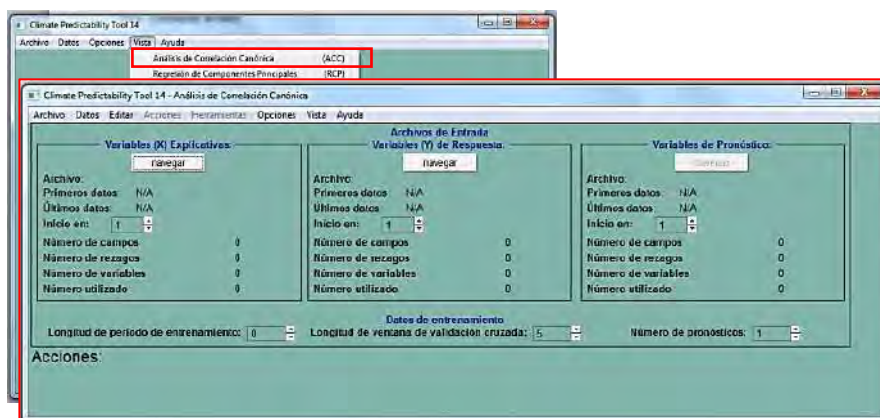 Climate Predictability Tool 14
Archivo Datos Opciones Vista Ayuda
Análisis de Correlación Canónica (ACC)
Regresión de Componentes Principales (RCP)
Climate Predictability Tool 14 - Análisis de Correlación Canónica
Archivo Datos Editar Acciones Herramientas Opciones Vista Ayuda
Archivos de Entrada
Variables (X) Explicativas: Variables (Y) de Respuesta: Variables de Pronóstico:
navegar navegar
Archivo: Archivo: Archivo:
Primeros datos: N/A Primeros datos: N/A Primeros datos: N/A
Últimos datos: N/A Últimos datos: N/A Últimos datos: N/A
Inicio en: 1 Inicio en: 1 Inicio en: 1
Número de campos 0 Número de campos 0 Número de campos 0
Número de rezagos 0 Número de rezagos 0 Número de rezagos 0
Número de variables 0 Número de variables 0 Número de variables 0
Número utilizado 0 Número utilizado 0 Número utilizado 0
Datos de entrenamiento
Longitud de período de entrenamiento: 0 Longitud de ventana de validación cruzada: 5 Número de pronósticos: 1
Acciones: